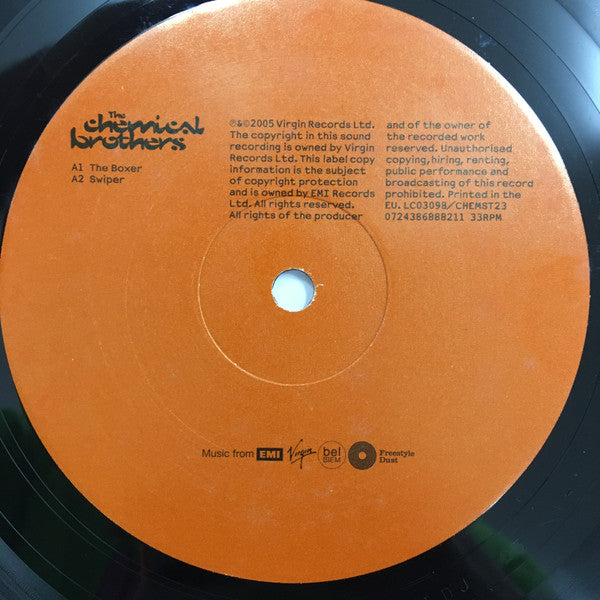 The
chemical
brothers
A1 The Boxer
A2 Swiper
℗&©2005 Virgin Records Ltd.
The copyright in this sound
recording is owned by Virgin
Records Ltd. This label copy
information is the subject
of copyright protection
and is owned by EMI Records
Ltd. All rights reserved.
All rights of the producer
and of the owner of
the recorded work
reserved. Unauthorised
copying, hiring, renting,
public performance and
broadcasting of this record
prohibited. Printed in the
EU. LC03098/CHEMST23
0724386888211 33RPM
Music from EMI Virgin bel
BIEM
Freestyle
Dust